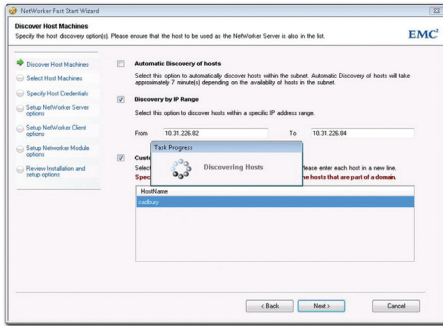 NetWorker Fast Start Wizard
Discover Host Machines
Specify the host discovery option(s). Please ensure that the host to be used as the NetWorker Server is also in the list.
EMC²
Discover Host Machines
Select Host Machines
Specify Host Credentials
Setup NetWorker Server options
Setup NetWorker Client options
Setup Networker Module options
Review Installation and setup options
Automatic Discovery of hosts
Select this option to automatically discover hosts within the subnet. Automatic Discovery of hosts will take
approximately 7 minute(s) depending on the availablity of hosts in the subnet.
Discovery by IP Range
Select this option to discover hosts within a specific IP address range.
From 10.31.226.82 To 10.31.226.84
Task Progress
Discovering Hosts
Custo
Select
lease enter each host in a new line.
Spec
he hosts that are part of a domain.
HostName
cadbury
< Back
Next >
Cancel